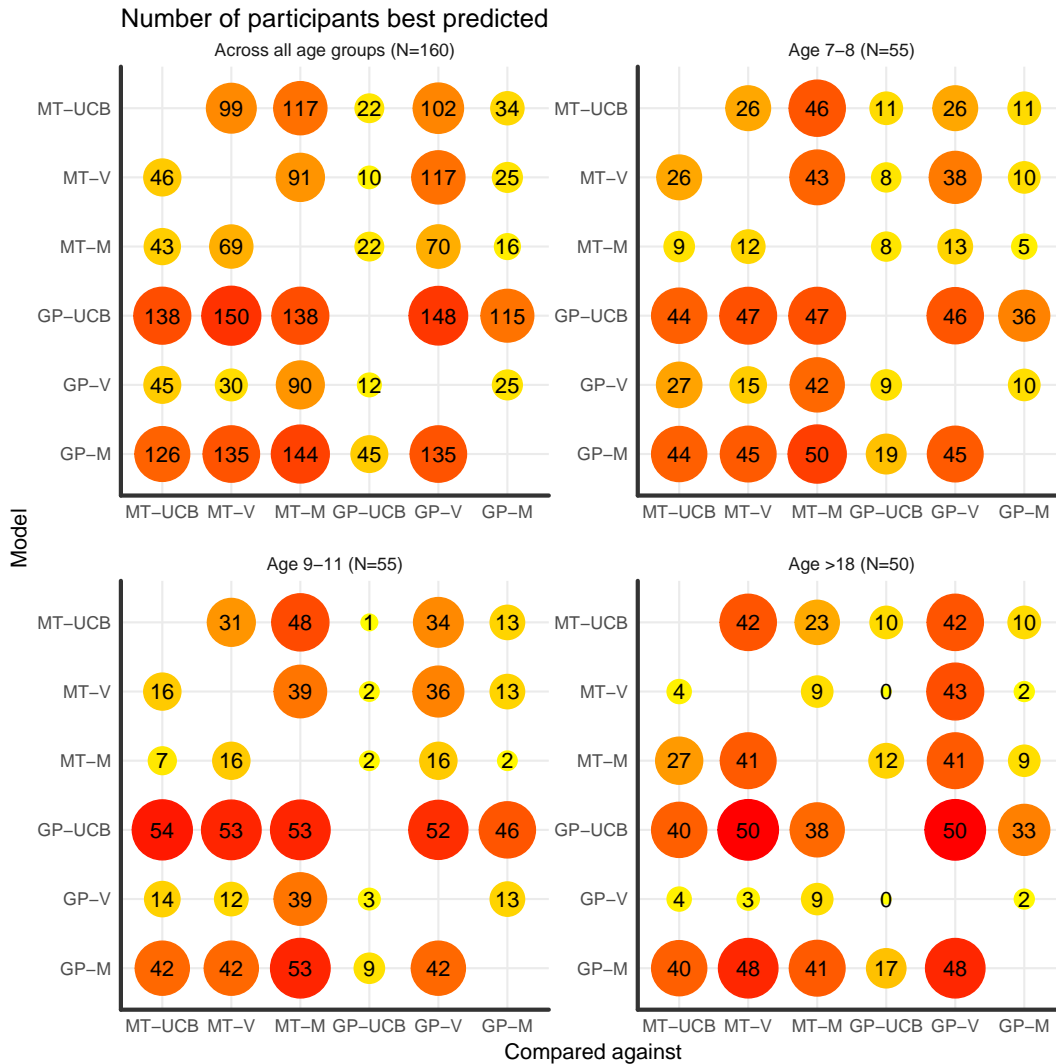 Number of participants best predicted
Across all age groups (N=160)
MT−UCB 99 117 22 102 34
MT−V 46 91 10 117 25
MT−M 43 69 22 70 16
GP−UCB 138 150 138 148 115
GP−V 45 30 90 12 25
GP−M 126 135 144 45 135
MT−UCB MT−V MT−M GP−UCB GP−V GP−M
Age 7−8 (N=55)
MT−UCB 26 46 11 26 11
MT−V 26 43 8 38 10
MT−M 9 12 8 13 5
GP−UCB 44 47 47 46 36
GP−V 27 15 42 9 10
GP−M 44 45 50 19 45
MT−UCB MT−V MT−M GP−UCB GP−V GP−M
Model
Age 9−11 (N=55)
MT−UCB 31 48 1 34 13
MT−V 16 39 2 36 13
MT−M 7 16 2 16 2
GP−UCB 54 53 53 52 46
GP−V 14 12 39 3 13
GP−M 42 42 53 9 42
MT−UCB MT−V MT−M GP−UCB GP−V GP−M
Age >18 (N=50)
MT−UCB 42 23 10 42 10
MT−V 4 9 0 43 2
MT−M 27 41 12 41 9
GP−UCB 40 50 38 50 33
GP−V 4 3 9 0 2
GP−M 40 48 41 17 48
MT−UCB MT−V MT−M GP−UCB GP−V GP−M
Compared against